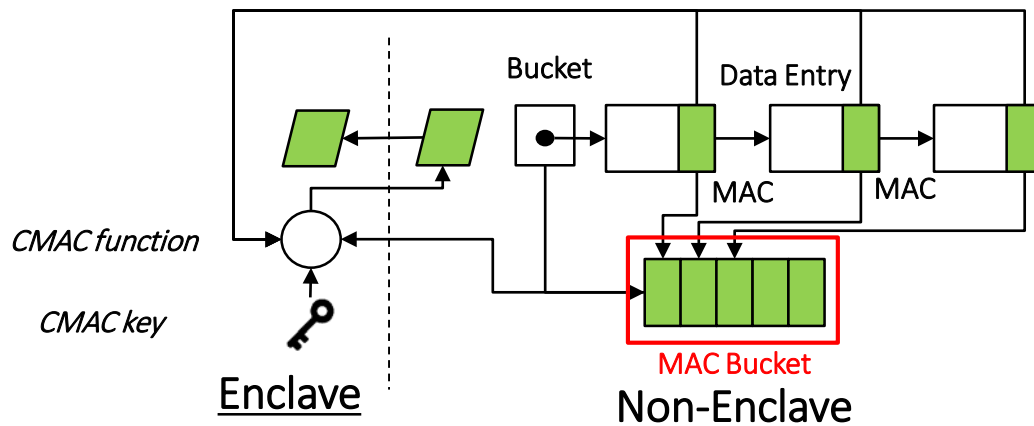 Bucket
Data Entry
MAC
MAC
CMAC function
CMAC key
MAC Bucket
Enclave
Non-Enclave